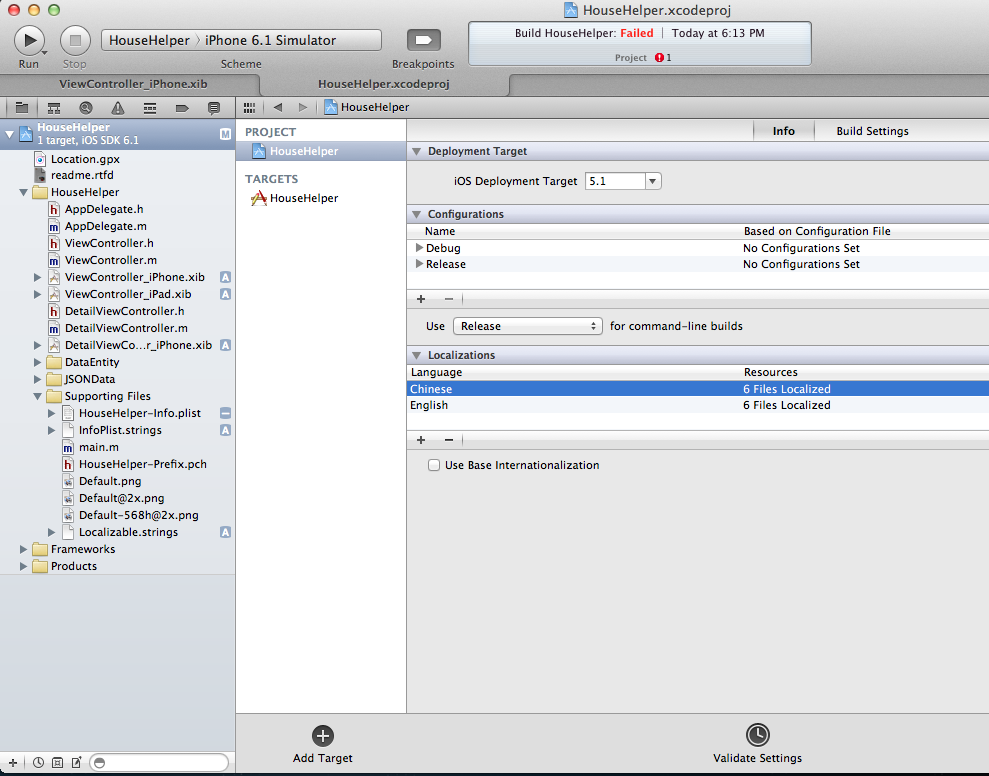 HouseHelper.xcodeproj
Run
Stop
HouseHelper 〉 iPhone 6.1 Simulator
Scheme
Breakpoints
Build HouseHelper: Failed | Today at 6:13 PM
Project 1
ViewController_iPhone.xib
HouseHelper.xcodeproj
HouseHelper
HouseHelper
1 target, iOS SDK 6.1
M
Location.gpx
readme.rtfd
HouseHelper
AppDelegate.h
AppDelegate.m
ViewController.h
ViewController.m
ViewController_iPhone.xib A
ViewController_iPad.xib A
DetailViewController.h
DetailViewController.m
DetailViewCo...r_iPhone.xib A
DataEntity
JSONData
Supporting Files
HouseHelper-Info.plist
InfoPlist.strings A
main.m
HouseHelper-Prefix.pch
Default.png
Default@2x.png
Default-568h@2x.png
Localizable.strings A
Frameworks
Products
PROJECT
HouseHelper
TARGETS
HouseHelper
Info Build Settings
Deployment Target
iOS Deployment Target 5.1
Configurations
Name Based on Configuration File
Debug No Configurations Set
Release No Configurations Set
Use Release for command-line builds
Localizations
Language Resources
Chinese 6 Files Localized
English 6 Files Localized
Use Base Internationalization
Add Target
Validate Settings